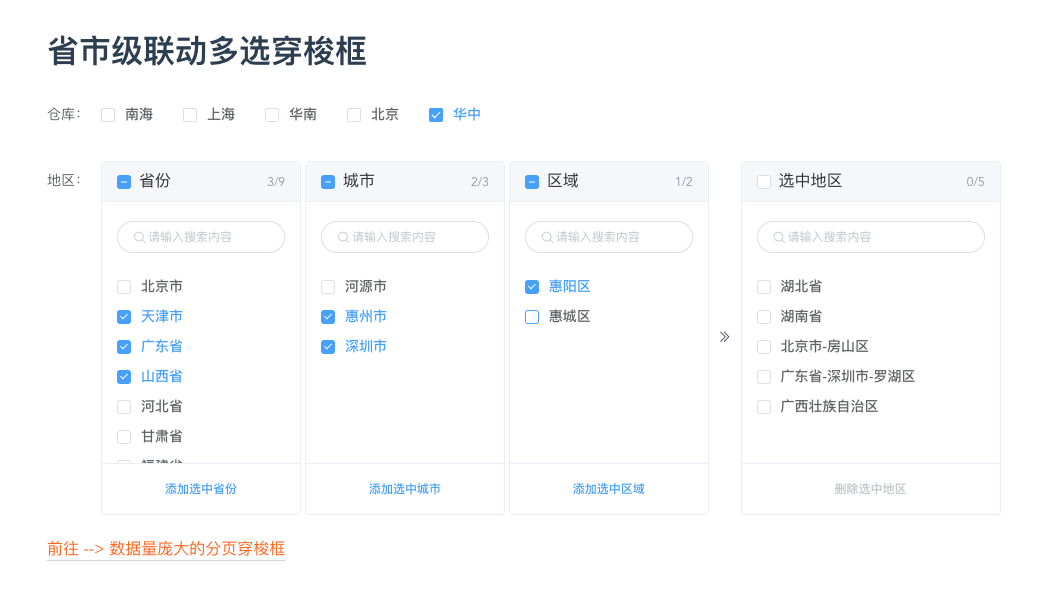 省市级联动多选穿梭框
仓库: 南海 上海 华南 北京 华中
地区:
省份 3/9
请输入搜索内容
北京市
天津市
广东省
山西省
河北省
甘肃省
添加选中省份
城市 2/3
请输入搜索内容
河源市
惠州市
深圳市
添加选中城市
区域 1/2
请输入搜索内容
惠阳区
惠城区
添加选中区域
选中地区 0/5
请输入搜索内容
湖北省
湖南省
北京市-房山区
广东省-深圳市-罗湖区
广西壮族自治区
删除选中地区
前往 --> 数据量庞大的分页穿梭框